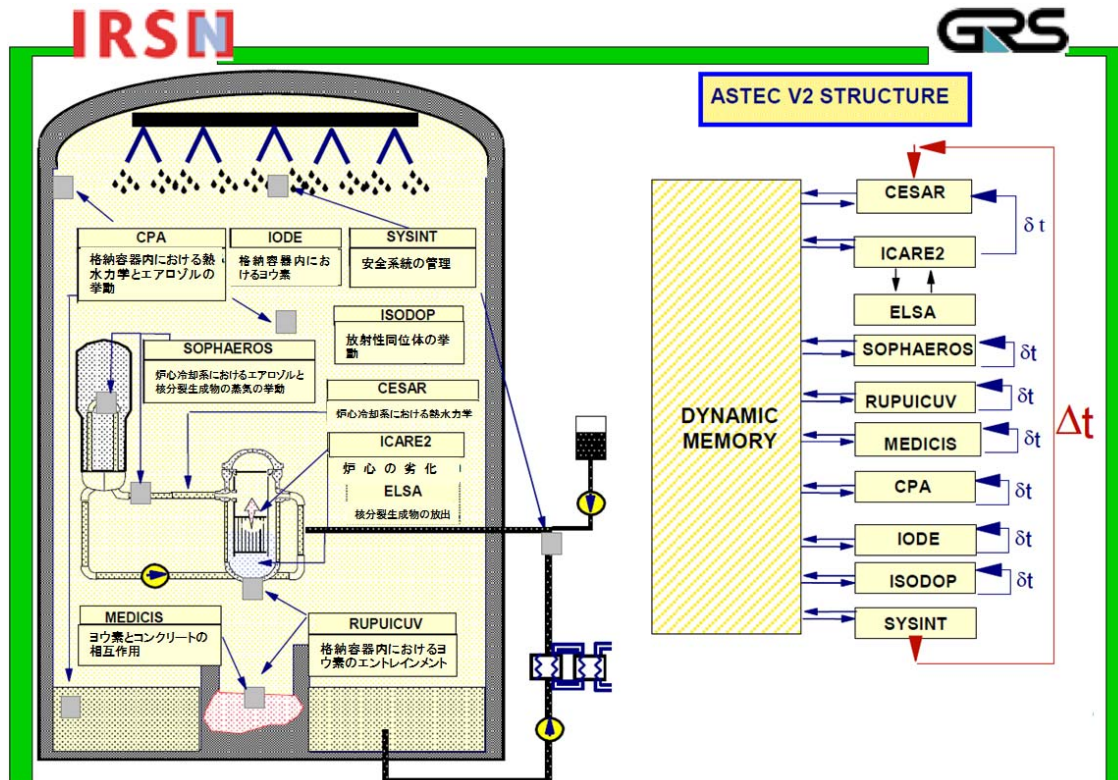 IRSN
GRS
ASTEC V2 STRUCTURE
CPA
格納容器内における熱
水力学とエアロゾルの
挙動
IODE
格納容器内にお
けるヨウ素
SYSINT
安全系統の管理
ISODOP
放射性同位体の挙
動
SOPHAEROS
炉心冷却系におけるエアロゾルと
核分裂生成物の蒸気の挙動
CESAR
炉心冷却系における熱水力学
ICARE2
炉心の劣化
ELSA
核分裂生成物の放出
MEDICIS
ヨウ素とコンクリートの
相互作用
RUPUICUV
格納容器内におけるヨ
ウ素のエントレインメント
DYNAMIC
MEMORY
CESAR
δt
ICARE2
ELSA
SOPHAEROS
δt
RUPUICUV
δt
MEDICIS
δt
CPA
δt
IODE
δt
ISODOP
δt
SYSINT
Δt